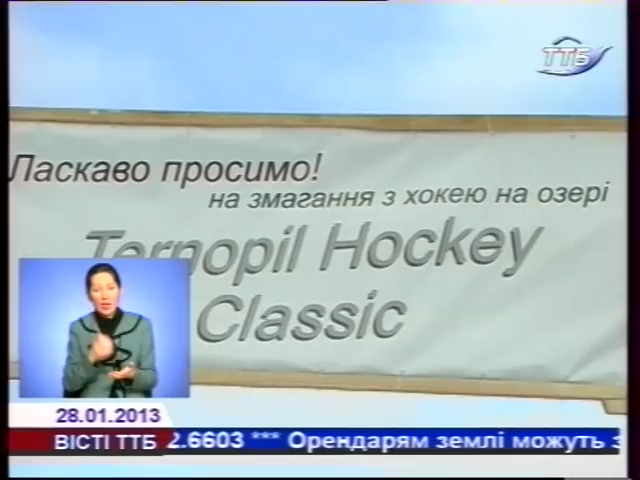 ТТБ
Ласкаво просимо!
на змагання з хокею на озері
Ternopil Hockey
Classic
28.01.2013
ВІСТІ ТТБ 2.6603 *** Орендарям землі можуть з